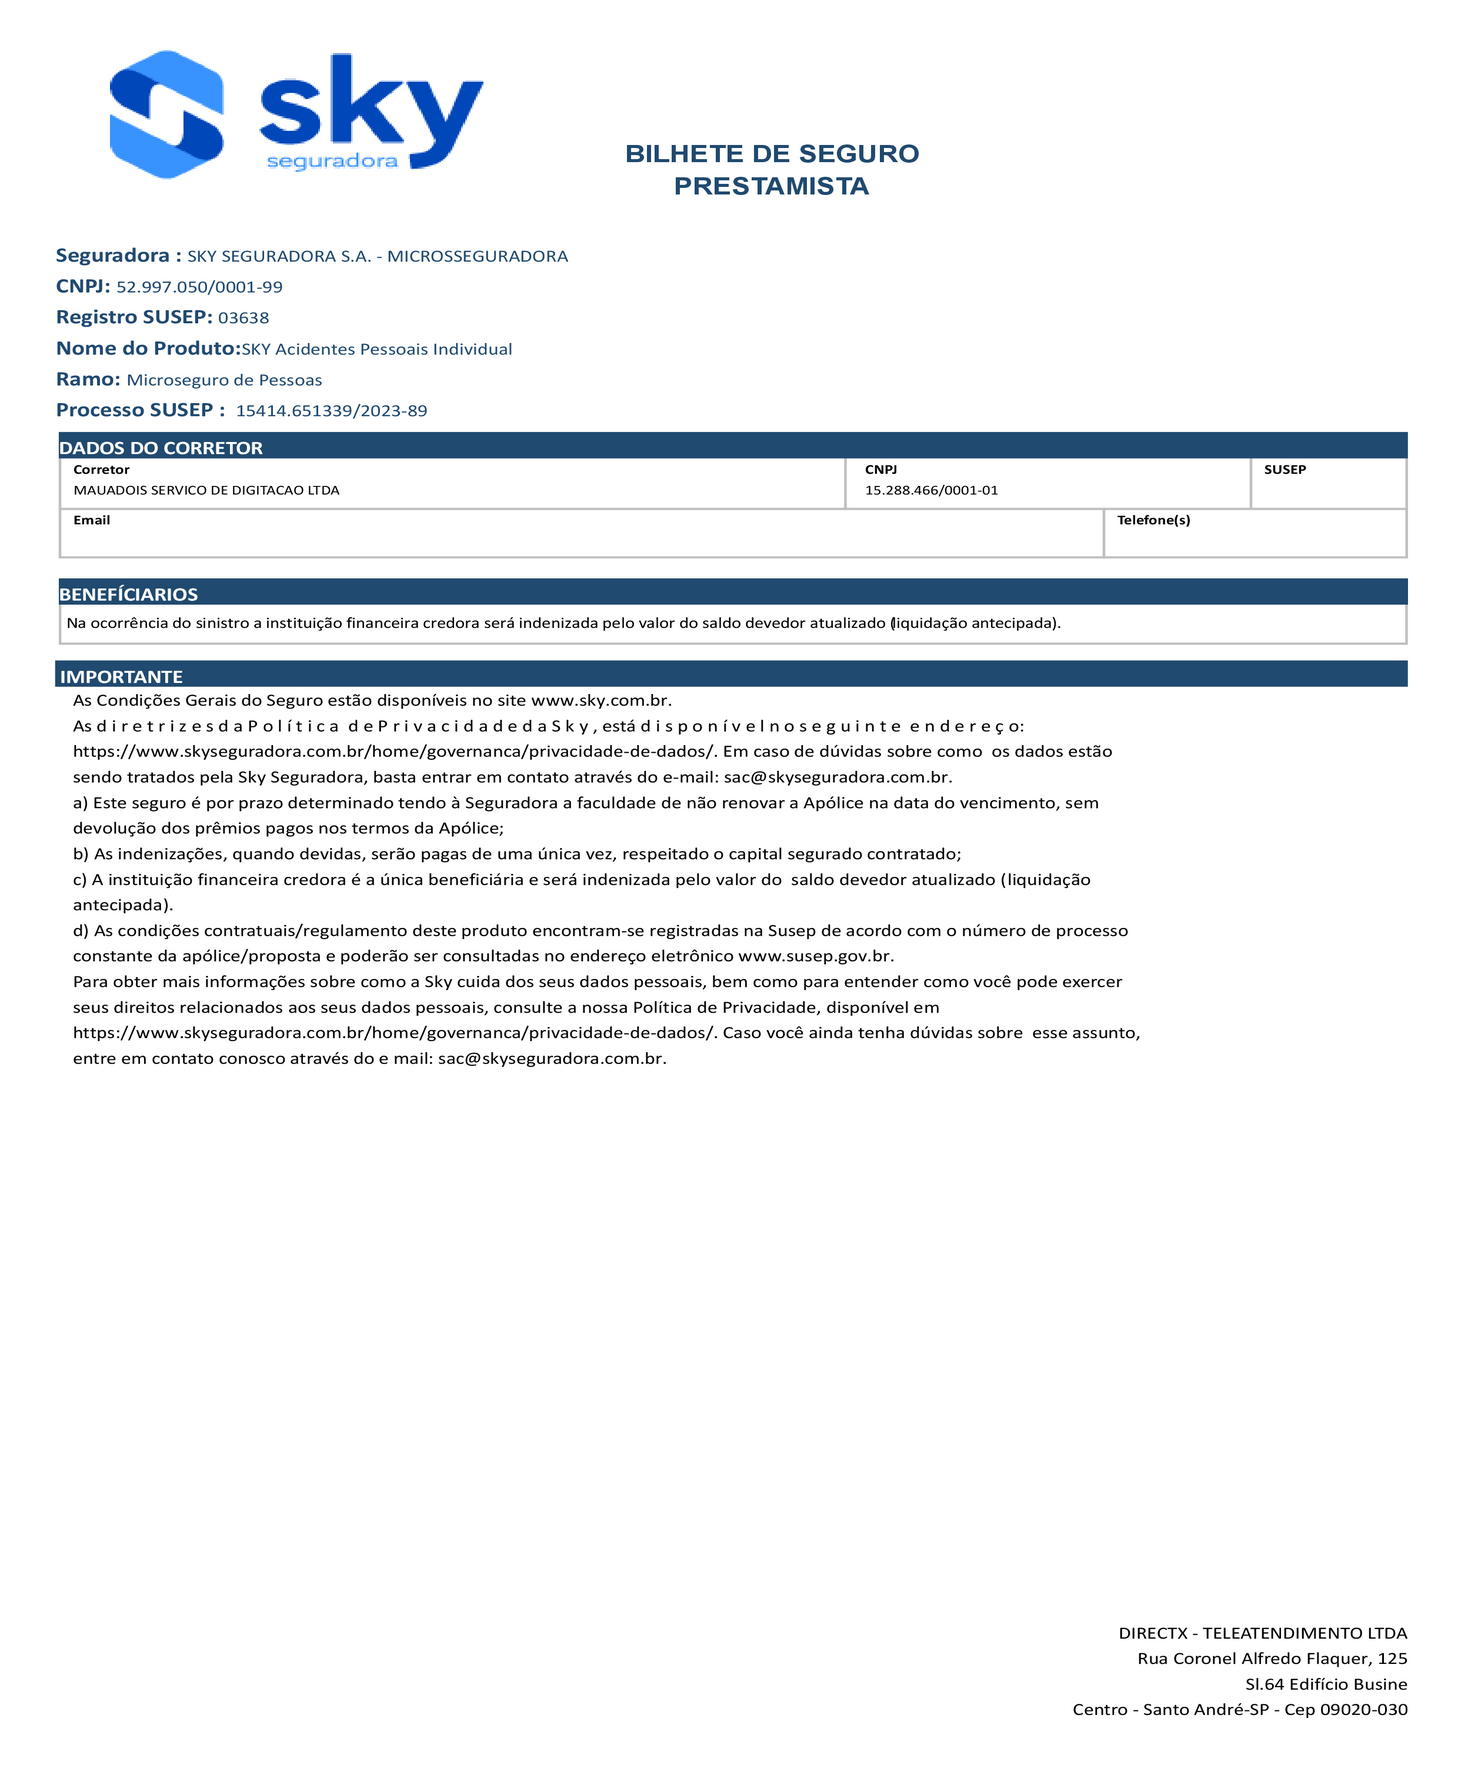 sky
seguradora
BILHETE DE SEGURO
PRESTAMISTA
Seguradora : SKY SEGURADORA S.A. - MICROSSEGURADORA
CNPJ: 52.997.050/0001-99
Registro SUSEP: 03638
Nome do Produto:SKY Acidentes Pessoais Individual
Ramo: Microseguro de Pessoas
Processo SUSEP : 15414.651339/2023-89
DADOS DO CORRETOR
Corretor CNPJ SUSEP
MAUADOIS SERVICO DE DIGITACAO LTDA 15.288.466/0001-01
Email Telefone(s)
BENEFÍCIARIOS
Na ocorrência do sinistro a instituição financeira credora será indenizada pelo valor do saldo devedor atualizado (liquidação antecipada).
IMPORTANTE
As Condições Gerais do Seguro estão disponíveis no site www.sky.com.br.
As d i r e t r i z e s d a P o l í t i c a d e P r i v a c i d a d e d a S k y , está d i s p o n í v e l n o s e g u i n t e e n d e r e ç o:
https://www.skyseguradora.com.br/home/governanca/privacidade-de-dados/. Em caso de dúvidas sobre como os dados estão
sendo tratados pela Sky Seguradora, basta entrar em contato através do e-mail: sac@skyseguradora.com.br.
a) Este seguro é por prazo determinado tendo à Seguradora a faculdade de não renovar a Apólice na data do vencimento, sem
devolução dos prêmios pagos nos termos da Apólice;
b) As indenizações, quando devidas, serão pagas de uma única vez, respeitado o capital segurado contratado;
c) A instituição financeira credora é a única beneficiária e será indenizada pelo valor do saldo devedor atualizado (liquidação
antecipada).
d) As condições contratuais/regulamento deste produto encontram-se registradas na Susep de acordo com o número de processo
constante da apólice/proposta e poderão ser consultadas no endereço eletrônico www.susep.gov.br.
Para obter mais informações sobre como a Sky cuida dos seus dados pessoais, bem como para entender como você pode exercer
seus direitos relacionados aos seus dados pessoais, consulte a nossa Política de Privacidade, disponível em
https://www.skyseguradora.com.br/home/governanca/privacidade-de-dados/. Caso você ainda tenha dúvidas sobre esse assunto,
entre em contato conosco através do e mail: sac@skyseguradora.com.br.
DIRECTX - TELEATENDIMENTO LTDA
Rua Coronel Alfredo Flaquer, 125
Sl.64 Edifício Busine
Centro - Santo André-SP - Cep 09020-030